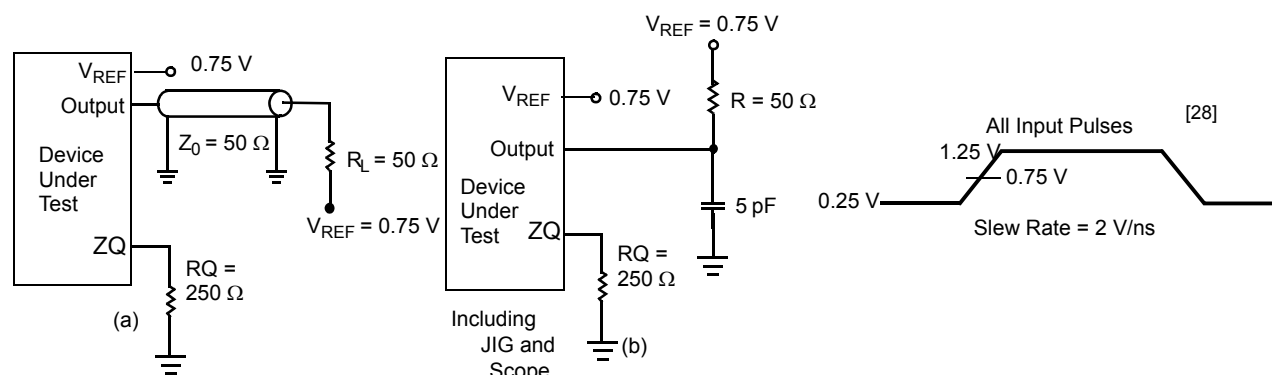 V_REF
0.75 V
Output
Z_0 = 50 Ω
Device
Under
Test
R_L = 50 Ω
V_REF = 0.75 V
ZQ
RQ =
250 Ω
(a)
V_REF = 0.75 V
R = 50 Ω
V_REF
0.75 V
Output
Device
Under
Test
5 pF
ZQ
RQ =
250 Ω
Including
JIG and
Scope
(b)
[28]
All Input Pulses
1.25 V
0.75 V
0.25 V
Slew Rate = 2 V/ns